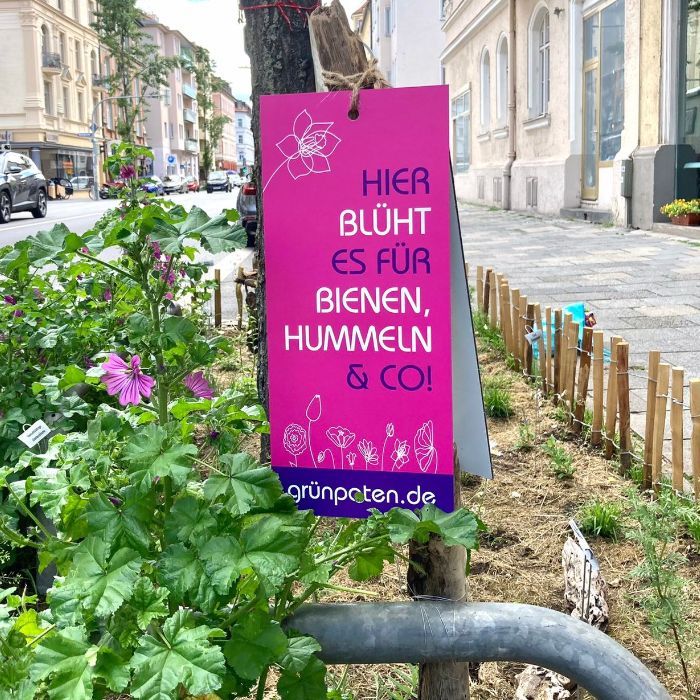 HIER
BLÜHT
ES FÜR
BIENEN,
HUMMELN
& CO!
grünpaten.de